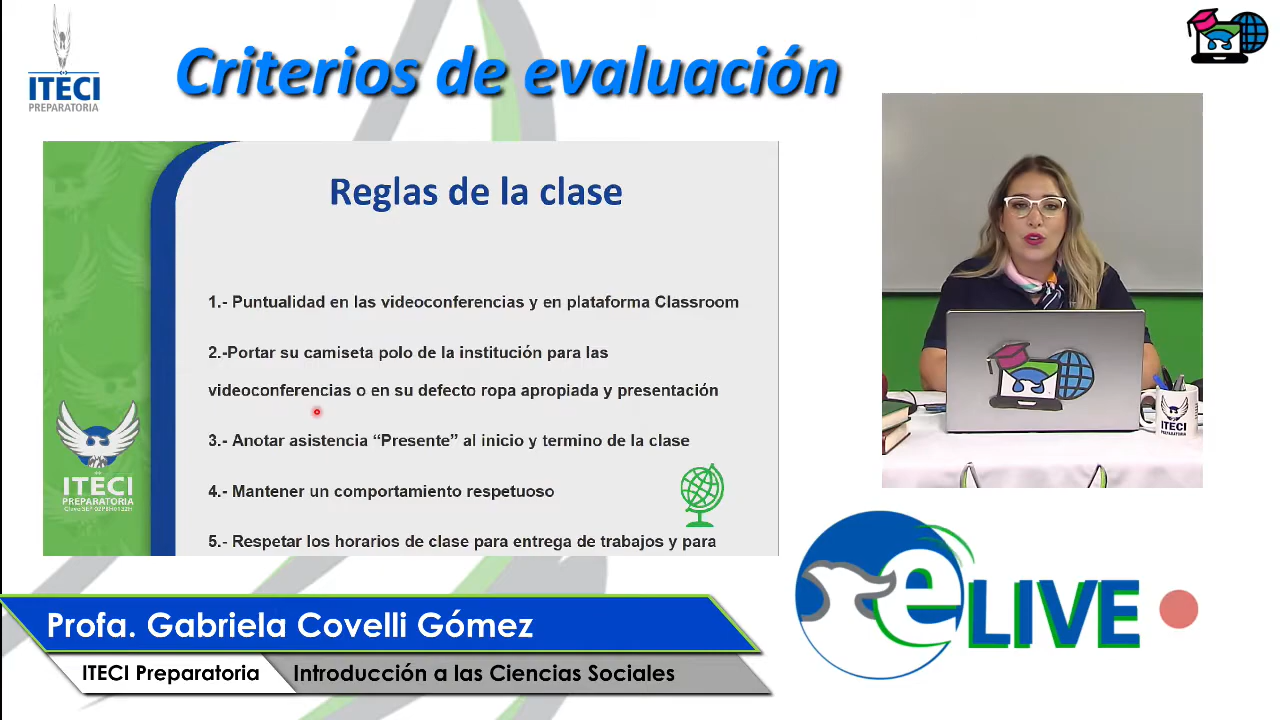 ITECI
PREPARATORIA
Criterios de evaluación
Reglas de la clase
1.- Puntualidad en las videoconferencias y en plataforma Classroom
2.-Portar su camiseta polo de la institución para las
videoconferencias o en su defecto ropa apropiada y presentación
3.- Anotar asistencia “Presente” al inicio y termino de la clase
4.- Mantener un comportamiento respetuoso
5.- Respetar los horarios de clase para entrega de trabajos y para
ITECI
PREPARATORIA
ITECI
e LIVE
Profa. Gabriela Covelli Gómez
ITECI Preparatoria
Introducción a las Ciencias Sociales